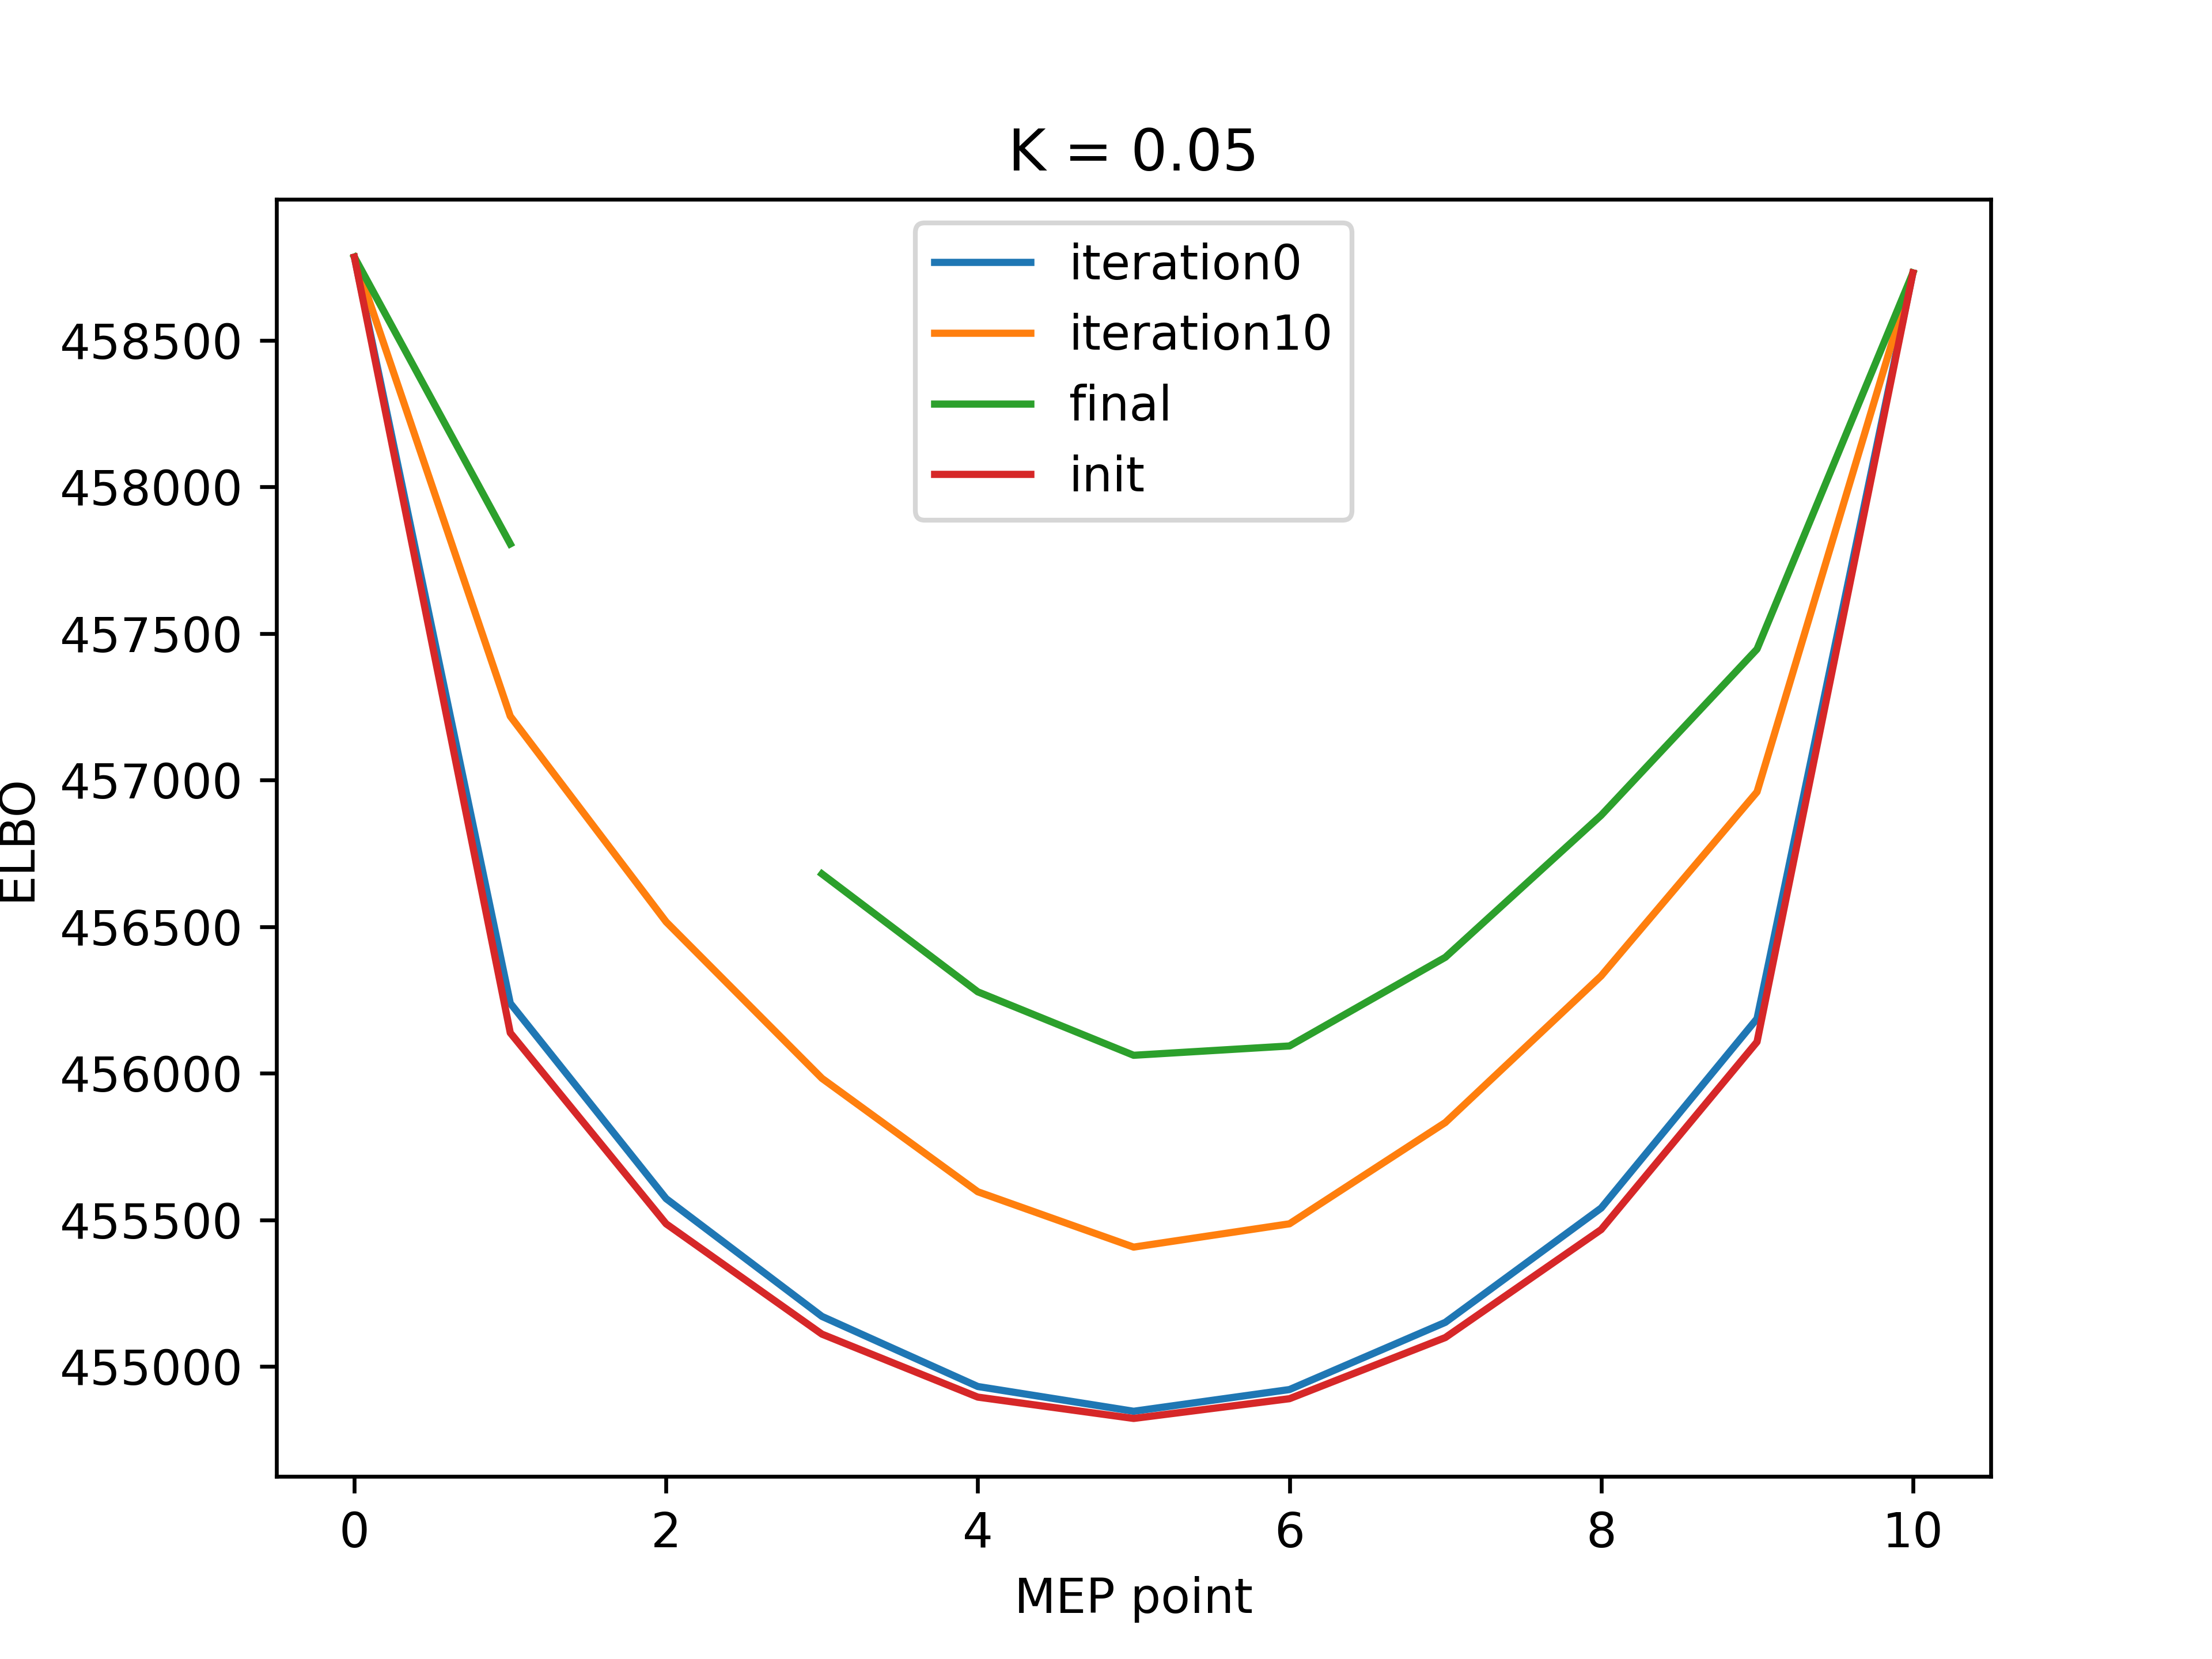 K = 0.05
iteration0
iteration10
final
init
458500
458000
457500
457000
456500
456000
455500
455000
ELBO
0 2 4 6 8 10
MEP point